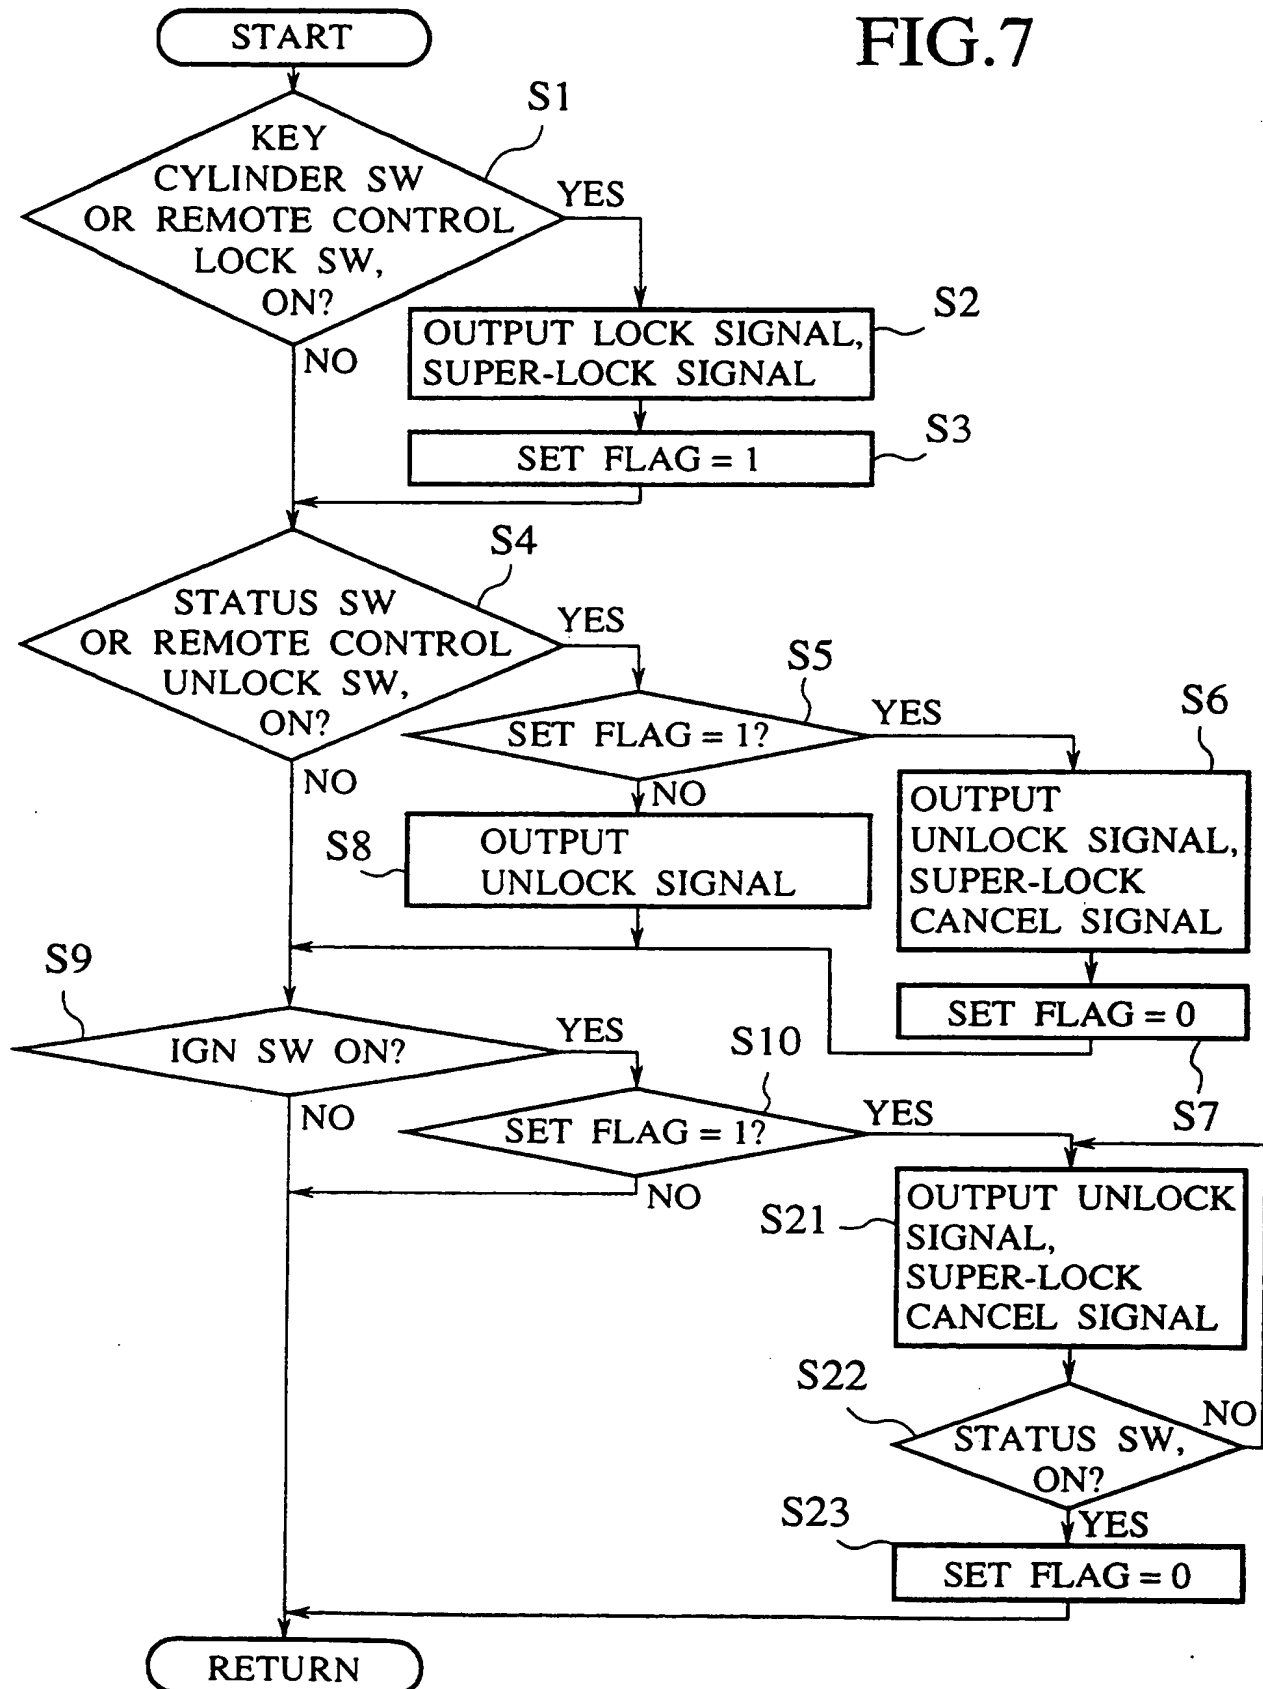 FIG.7
START
S1
KEY
CYLINDER SW
OR REMOTE CONTROL
LOCK SW,
ON?
YES
NO
S2
OUTPUT LOCK SIGNAL,
SUPER-LOCK SIGNAL
S3
SET FLAG = 1
S4
STATUS SW
OR REMOTE CONTROL
UNLOCK SW,
ON?
YES
NO
S5
SET FLAG = 1?
YES
NO
S6
OUTPUT
UNLOCK SIGNAL,
SUPER-LOCK
CANCEL SIGNAL
S8
OUTPUT
UNLOCK SIGNAL
SET FLAG = 0
S7
S9
IGN SW ON?
YES
NO
S10
SET FLAG = 1?
YES
NO
S21
OUTPUT UNLOCK
SIGNAL,
SUPER-LOCK
CANCEL SIGNAL
S22
STATUS SW,
ON?
NO
YES
S23
SET FLAG = 0
RETURN